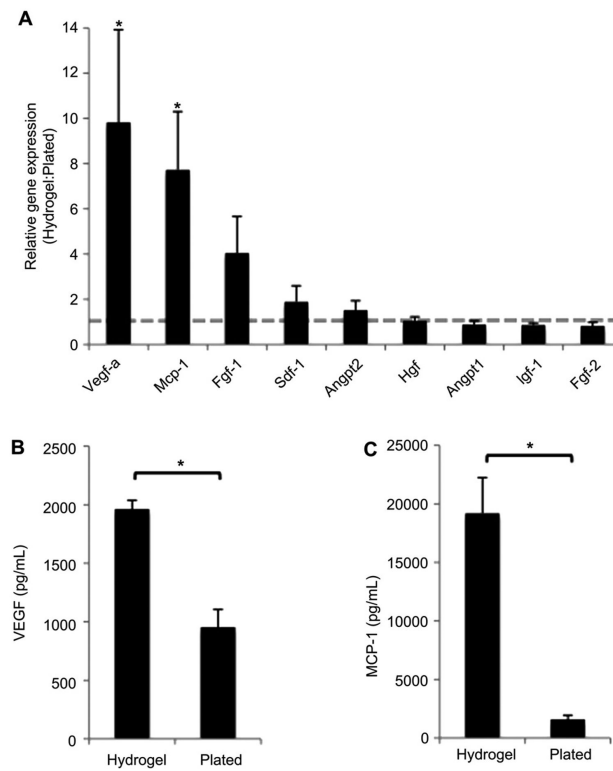 A
Relative gene expression
(Hydrogel:Plated)
14
12
10
8
6
4
2
0
*
*
Vegf-a
Mcp-1
Fgf-1
Sdf-1
Angpt2
Hgf
Angpt1
Igf-1
Fgf-2
B
VEGF (pg/mL)
2500
2000
1500
1000
500
0
*
Hydrogel
Plated
C
MCP-1 (pg/mL)
25000
20000
15000
10000
5000
0
*
Hydrogel
Plated